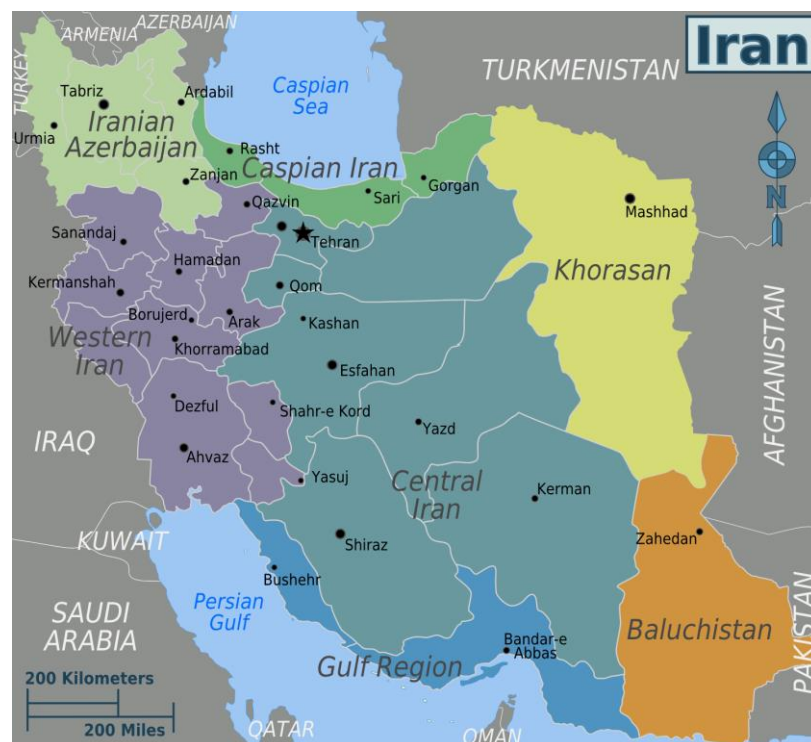 Iran
AZERBAIJAN
ARMENIA
TURKEY
TURKMENISTAN
Caspian
Sea
Tabriz
Ardabil
Urmia
Iranian
Azerbaijan
Rasht
Caspian Iran
Zanjan
Gorgan
Sari
Qazvin
Mashhad
N
Sanandaj
Tehran
Hamadan
Khorasan
Kermanshah
Qom
Borujerd
Arak
Kashan
Western
Iran
Khorramabad
Esfahan
AFGHANISTAN
Dezful
Shahr-e Kord
Yazd
IRAQ
Ahvaz
Yasuj
Central
Iran
Kerman
KUWAIT
Shiraz
Zahedan
Bushehr
Persian
Gulf
SAUDI
ARABIA
Baluchistan
PAKISTAN
Bandar-e
Abbas
Gulf Region
200 Kilometers
200 Miles
QATAR
OMAN